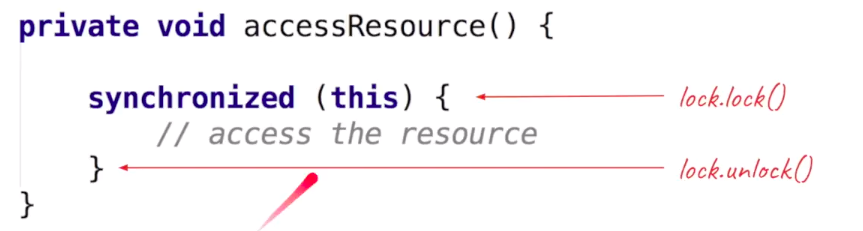 private void accessResource() {
synchronized (this) {
lock.lock()
// access the resource
}
lock.unlock()
}